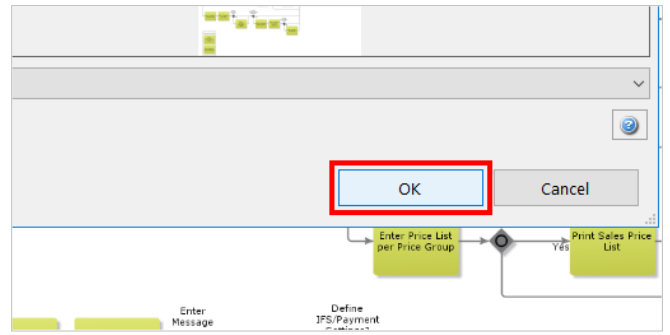 OK
Cancel
Enter Price List
per Price Group
Yes
Print Sales Price
List
Enter
Message
Define
IFS/Payment